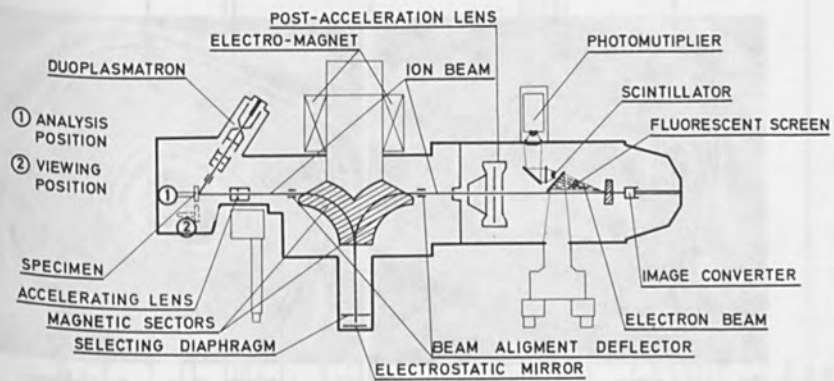 POST-ACCELERATION LENS
ELECTRO-MAGNET
PHOTOMUTIPLIER
DUOPLASMATRON
ION BEAM
SCINTILLATOR
① ANALYSIS
POSITION
FLUORESCENT SCREEN
② VIEWING
POSITION
①
②
SPECIMEN
IMAGE CONVERTER
ACCELERATING LENS
MAGNETIC SECTORS
ELECTRON BEAM
SELECTING DIAPHRAGM
BEAM ALIGMENT DEFLECTOR
ELECTROSTATIC MIRROR